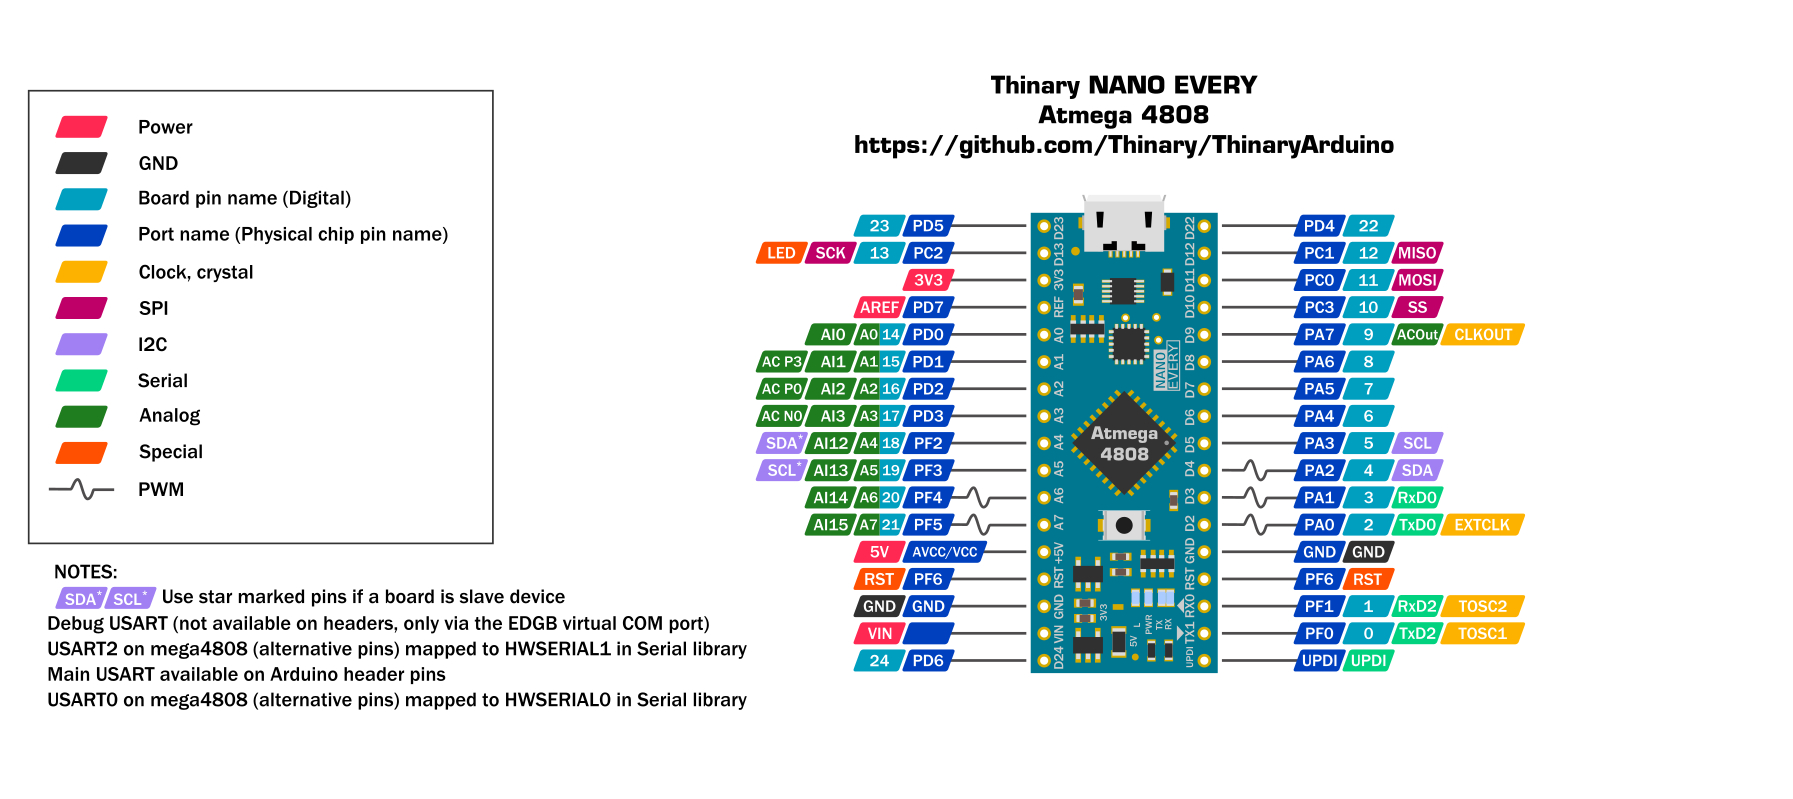 Thinary NANO EVERY
Atmega 4808
https://github.com/Thinary/ThinaryArduino
Power
GND
Board pin name (Digital)
Port name (Physical chip pin name)
Clock, crystal
SPI
I2C
Serial
Analog
Special
PWM
NOTES:
SDA* SCL* Use star marked pins if a board is slave device
Debug USART (not available on headers, only via the EDGB virtual COM port)
USART2 on mega4808 (alternative pins) mapped to HWSERIAL1 in Serial library
Main USART available on Arduino header pins
USART0 on mega4808 (alternative pins) mapped to HWSERIAL0 in Serial library
23 PD5
LED SCK 13 PC2
3V3
AREF PD7
AI0 A0 14 PD0
AC P3 AI1 A1 15 PD1
AC P0 AI2 A2 16 PD2
AC N0 AI3 A3 17 PD3
SDA* AI12 A4 18 PF2
SCL* AI13 A5 19 PF3
AI14 A6 20 PF4
AI15 A7 21 PF5
5V AVCC/VCC
RST PF6
GND GND
VIN
24 PD6
D23
D13
3V3
REF
A0
A1
A2
A3
A4
A5
A6
A7
+5V
RST
GND
VIN
D24
NANO
EVERY
Atmega
4808
3V3
5V
L
PWR
TX
RX
D22
D12
D11
D10
D9
D8
D7
D6
D5
D4
D3
D2
GND
RST
RX0
TX1
UPDI
PD4 22
PC1 12 MISO
PC0 11 MOSI
PC3 10 SS
PA7 9 ACOut CLKOUT
PA6 8
PA5 7
PA4 6
PA3 5 SCL
PA2 4 SDA
PA1 3 RxD0
PA0 2 TxD0 EXTCLK
GND GND
PF6 RST
PF1 1 RxD2 TOSC2
PF0 0 TxD2 TOSC1
UPDI UPDI